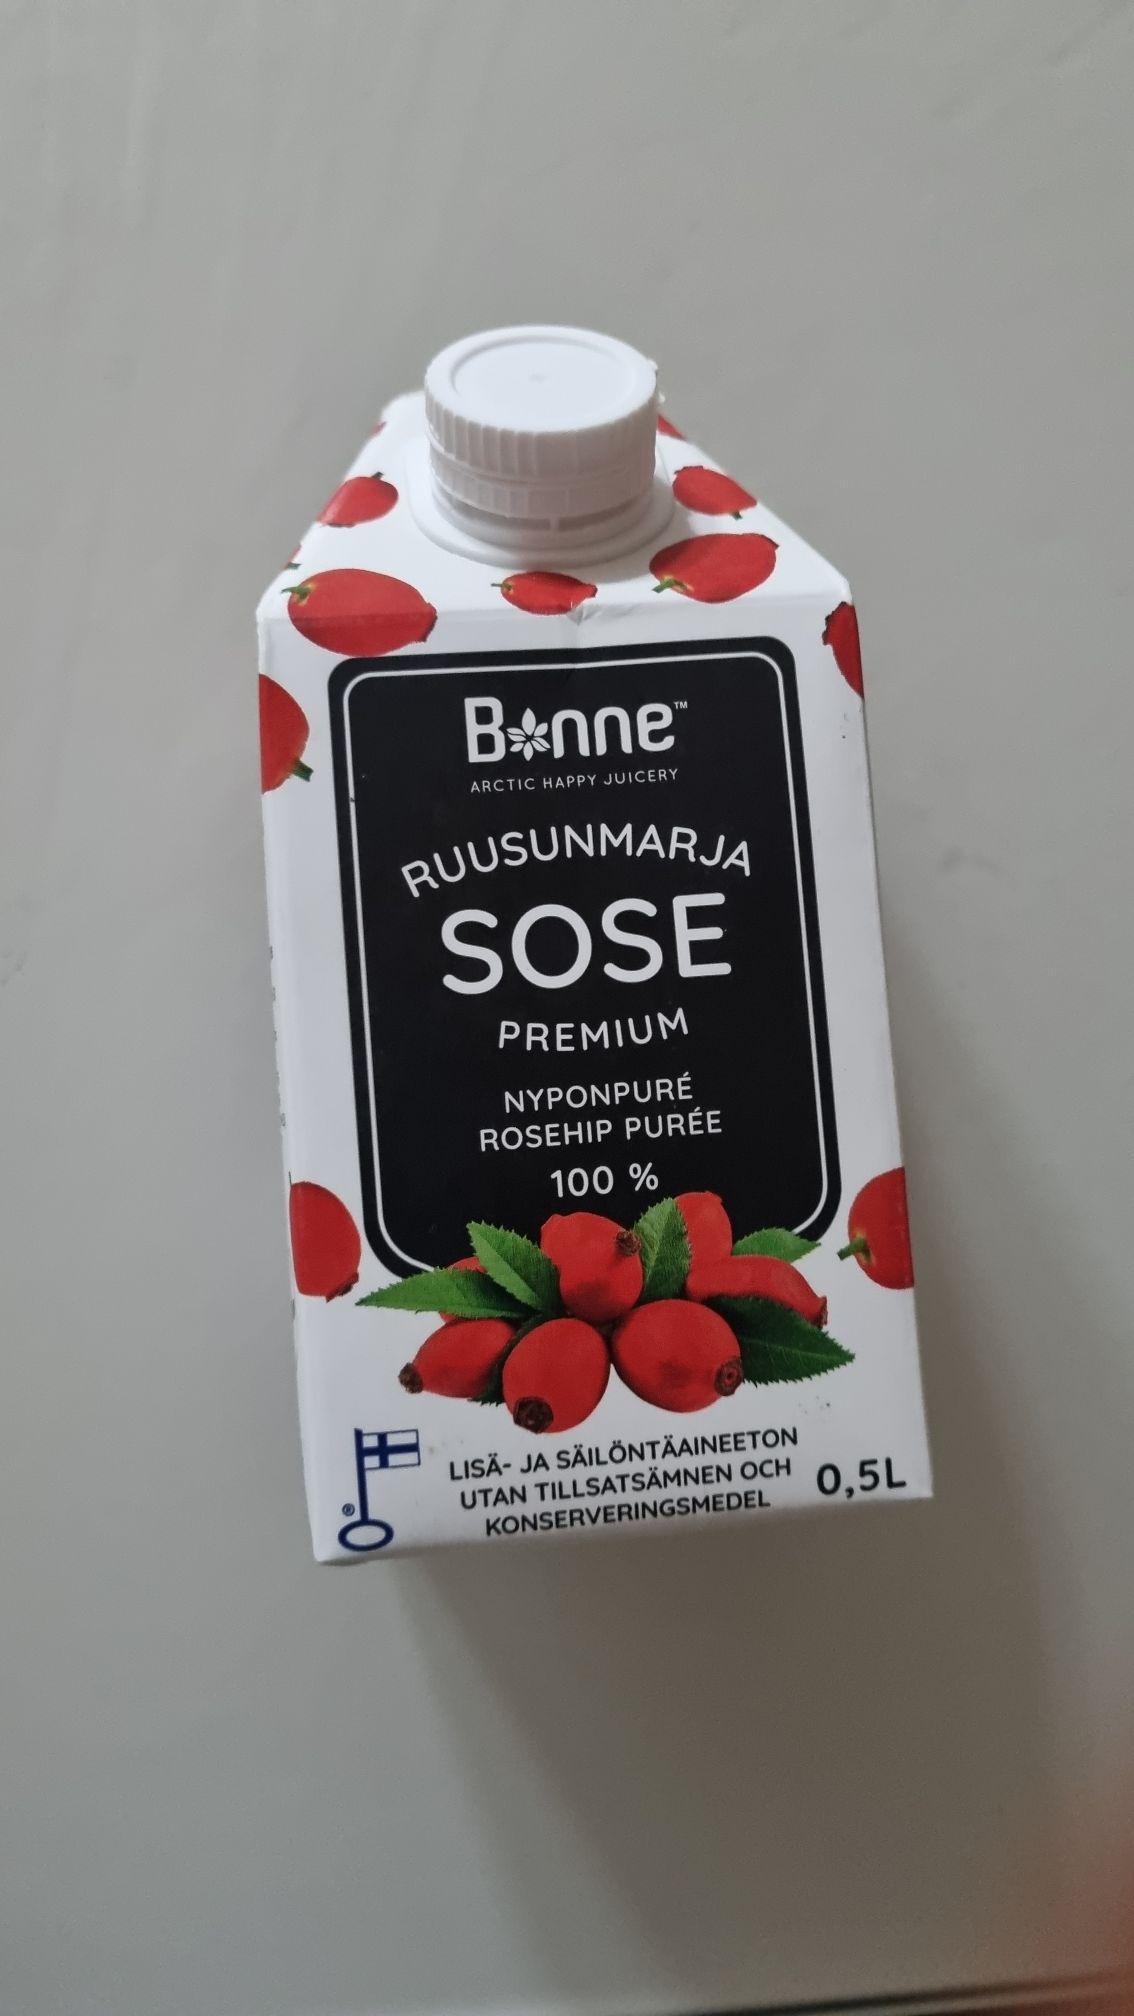 Bonne™
ARCTIC HAPPY JUICERY
RUUSUNMARJA
SOSE
PREMIUM
NYPONPURÉ
ROSEHIP PURÉE
100 %
LISÄ- JA SÄILÖNTÄAINEETON
UTAN TILLSATSÄMNEN OCH
KONSERVERINGSMEDEL
0,5L
®